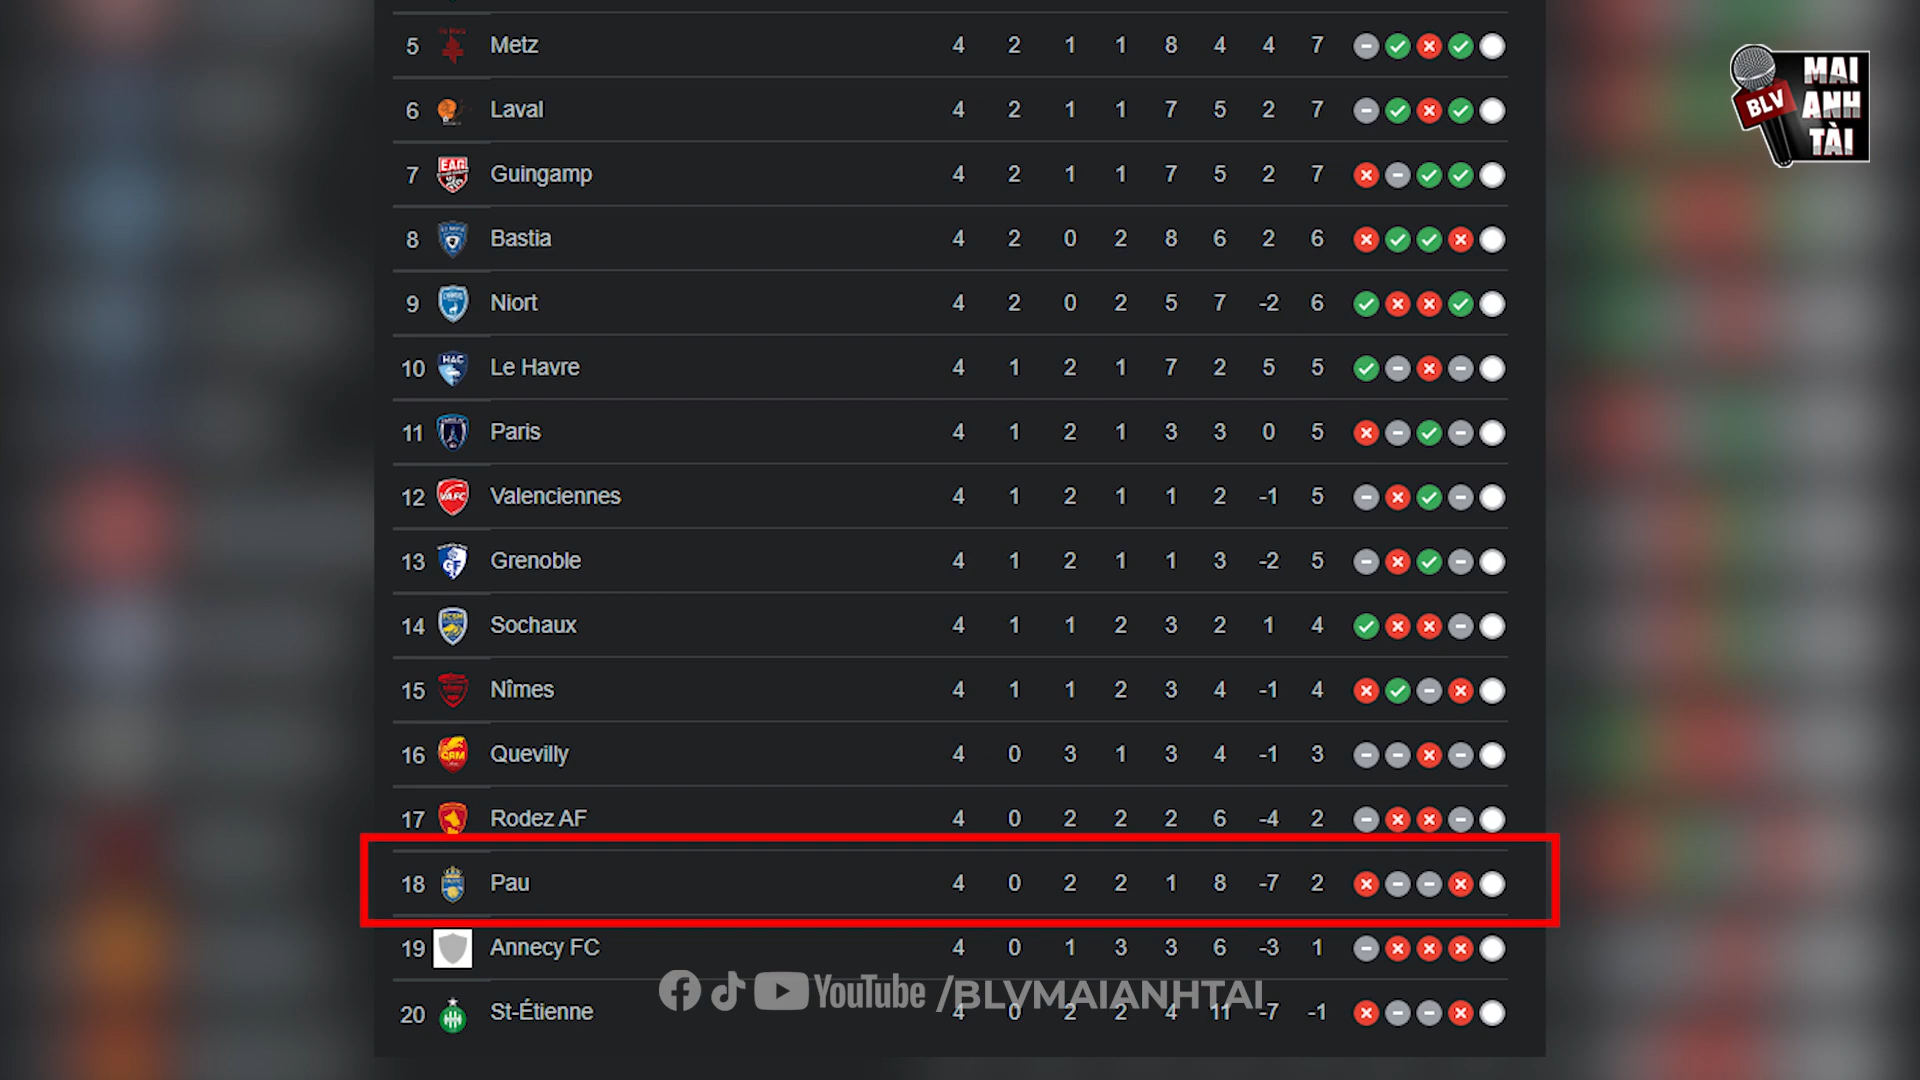 5 Metz 4 2 1 1 8 4 4 7
6 Laval 4 2 1 1 7 5 2 7
7 Guingamp 4 2 1 1 7 5 2 7
8 Bastia 4 2 0 2 8 6 2 6
9 Niort 4 2 0 2 5 7 -2 6
10 Le Havre 4 1 2 1 7 2 5 5
11 Paris 4 1 2 1 3 3 0 5
12 Valenciennes 4 1 2 1 1 2 -1 5
13 Grenoble 4 1 2 1 1 3 -2 5
14 Sochaux 4 1 1 2 3 2 1 4
15 Nîmes 4 1 1 2 3 4 -1 4
16 Quevilly 4 0 3 1 3 4 -1 3
17 Rodez AF 4 0 2 2 2 6 -4 2
18 Pau 4 0 2 2 1 8 -7 2
19 Annecy FC 4 0 1 3 3 6 -3 1
20 St-Étienne 4 0 2 2 4 11 -7 -1
YouTube /BLVMAIANHTAI
BLV
MAI
ANH
TÀI
EAG
HAC
VAFC
GF
FCSM
QRM